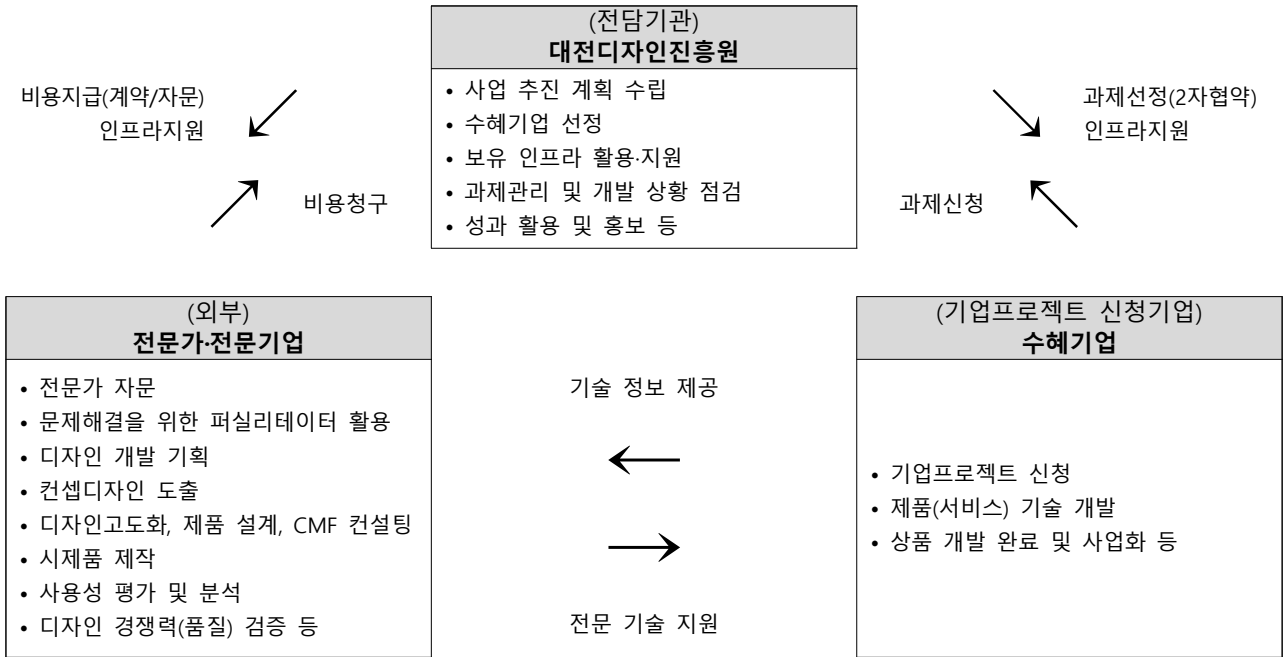 (전담기관)
대전디자인진흥원
• 사업 추진 계획 수립
• 수혜기업 선정
• 보유 인프라 활용·지원
• 과제관리 및 개발 상황 점검
• 성과 활용 및 홍보 등
비용지급(계약/자문)
인프라지원
비용청구
과제선정(2자협약)
인프라지원
과제신청
(외부)
전문가·전문기업
• 전문가 자문
• 문제해결을 위한 퍼실리테이터 활용
• 디자인 개발 기획
• 컨셉디자인 도출
• 디자인고도화, 제품 설계, CMF 컨설팅
• 시제품 제작
• 사용성 평가 및 분석
• 디자인 경쟁력(품질) 검증 등
기술 정보 제공
전문 기술 지원
(기업프로젝트 신청기업)
수혜기업
• 기업프로젝트 신청
• 제품(서비스) 기술 개발
• 상품 개발 완료 및 사업화 등